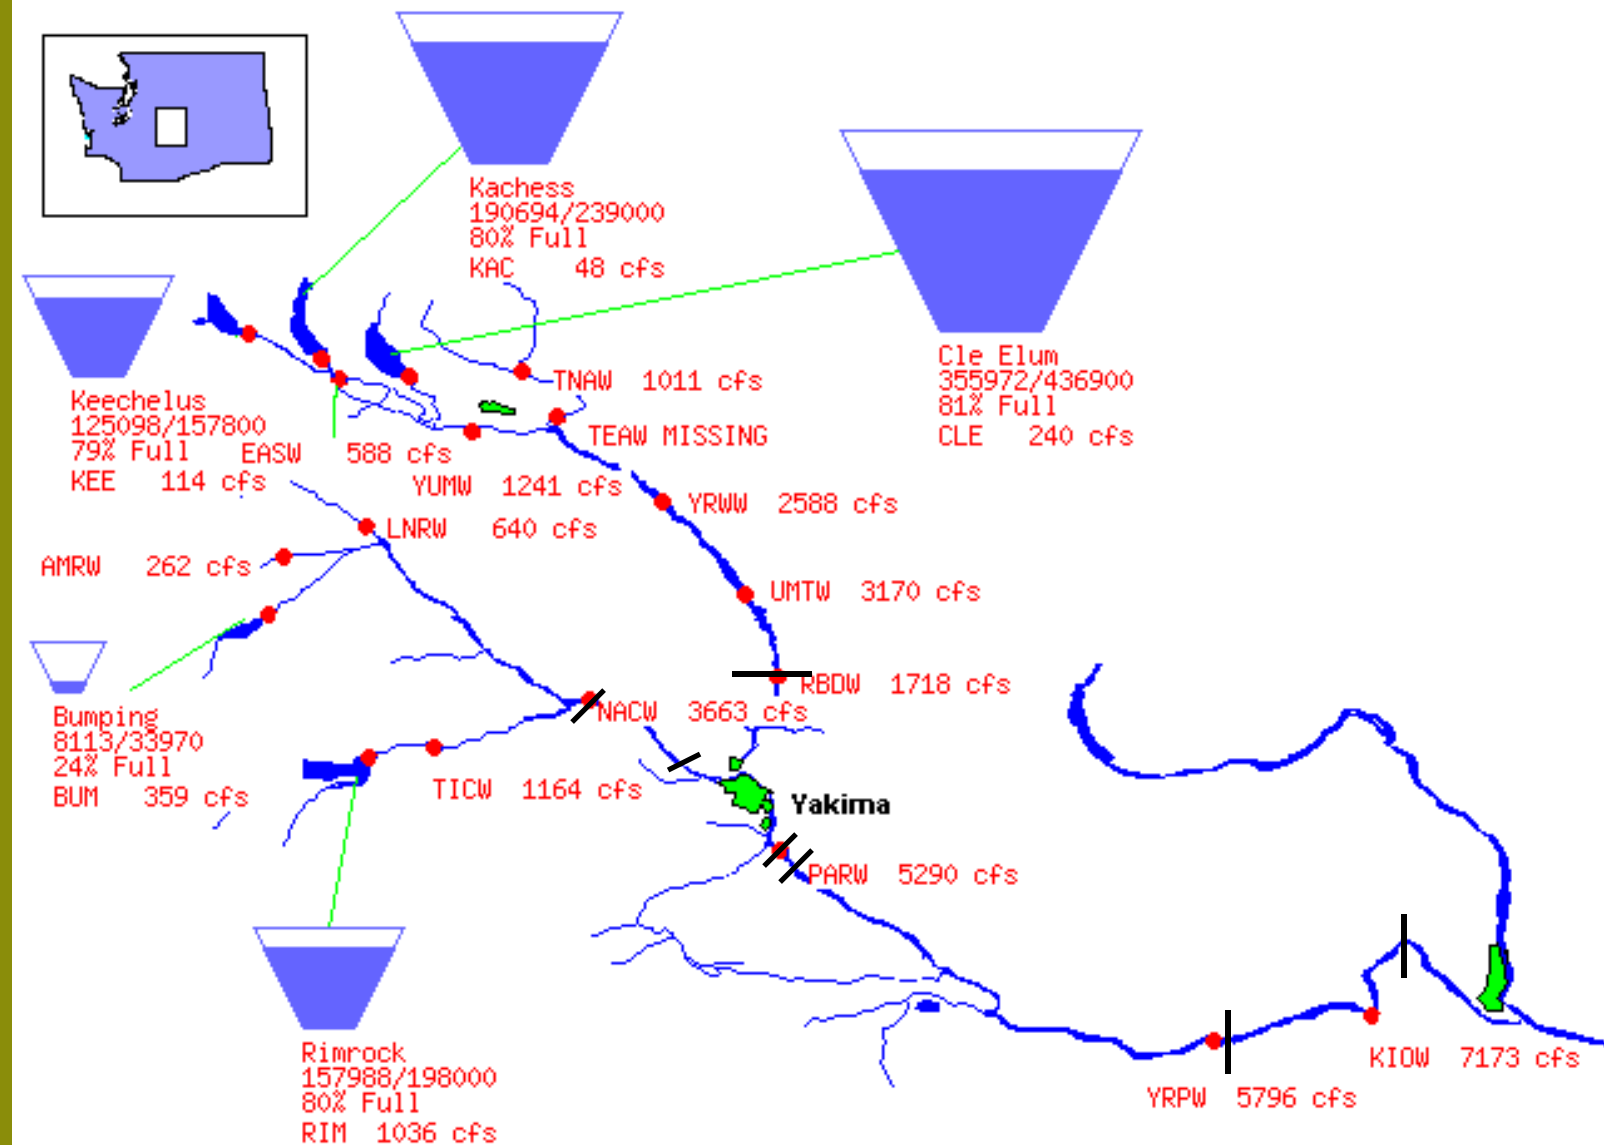 Kachess
190694/239000
80% Full
KAC 48 cfs
Cle Elum
355972/436900
81% Full
CLE 240 cfs
Keechelus
125098/157800
79% Full
KEE 114 cfs
EASW 588 cfs
TNAW 1011 cfs
TEAW MISSING
YUMW 1241 cfs
YRWW 2588 cfs
LNRW 640 cfs
AMRW 262 cfs
UMTW 3170 cfs
RBDW 1718 cfs
NACW 3663 cfs
Bumping
8113/33970
24% Full
BUM 359 cfs
TICW 1164 cfs
Yakima
PARW 5290 cfs
Rimrock
157988/198000
80% Full
RIM 1036 cfs
KIOW 7173 cfs
YRPW 5796 cfs